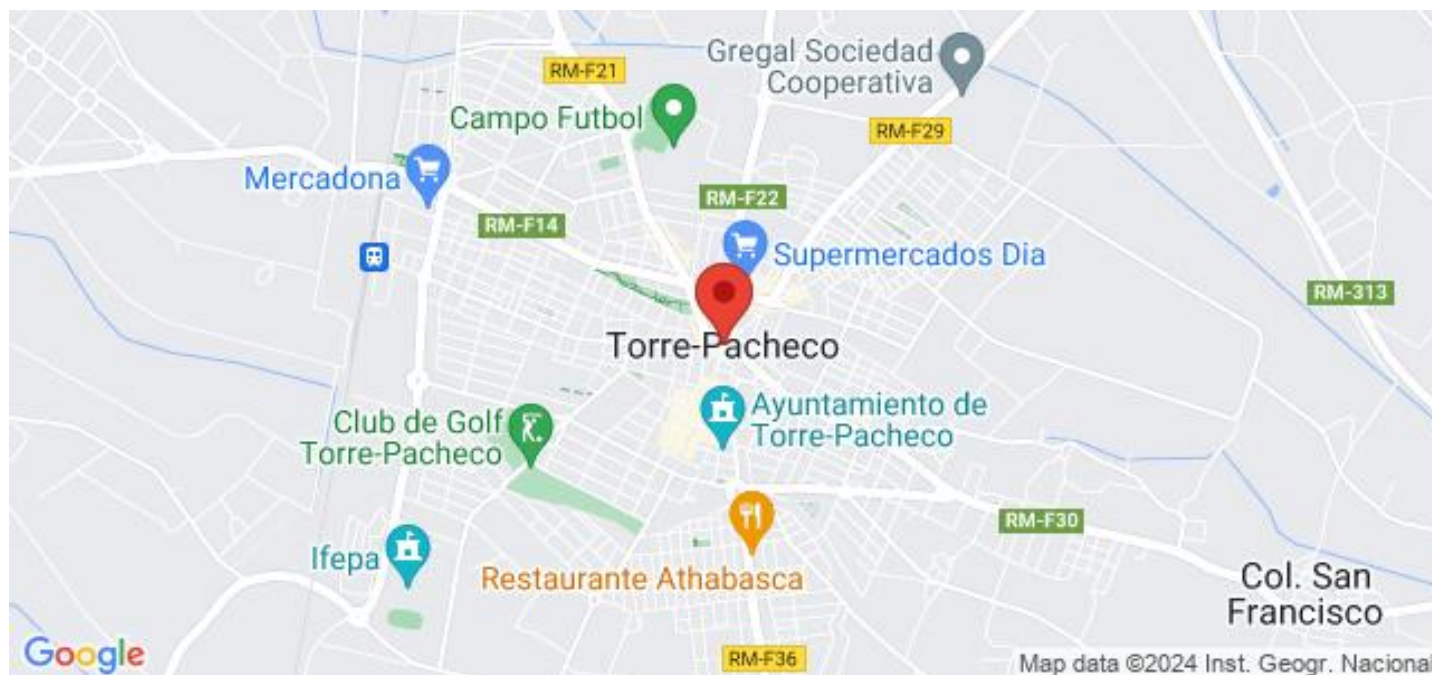 RM-F21
Gregal Sociedad
Cooperativa
Campo Futbol
RM-F29
Mercadona
RM-F22
RM-F14
Supermercados Dia
RM-313
Torre-Pacheco
Ayuntamiento de
Torre-Pacheco
Club de Golf
Torre-Pacheco
RM-F30
Ifepa
Restaurante Athabasca
Col. San
Francisco
Google
RM-F36
Map data ©2024 Inst. Geogr. Nacional